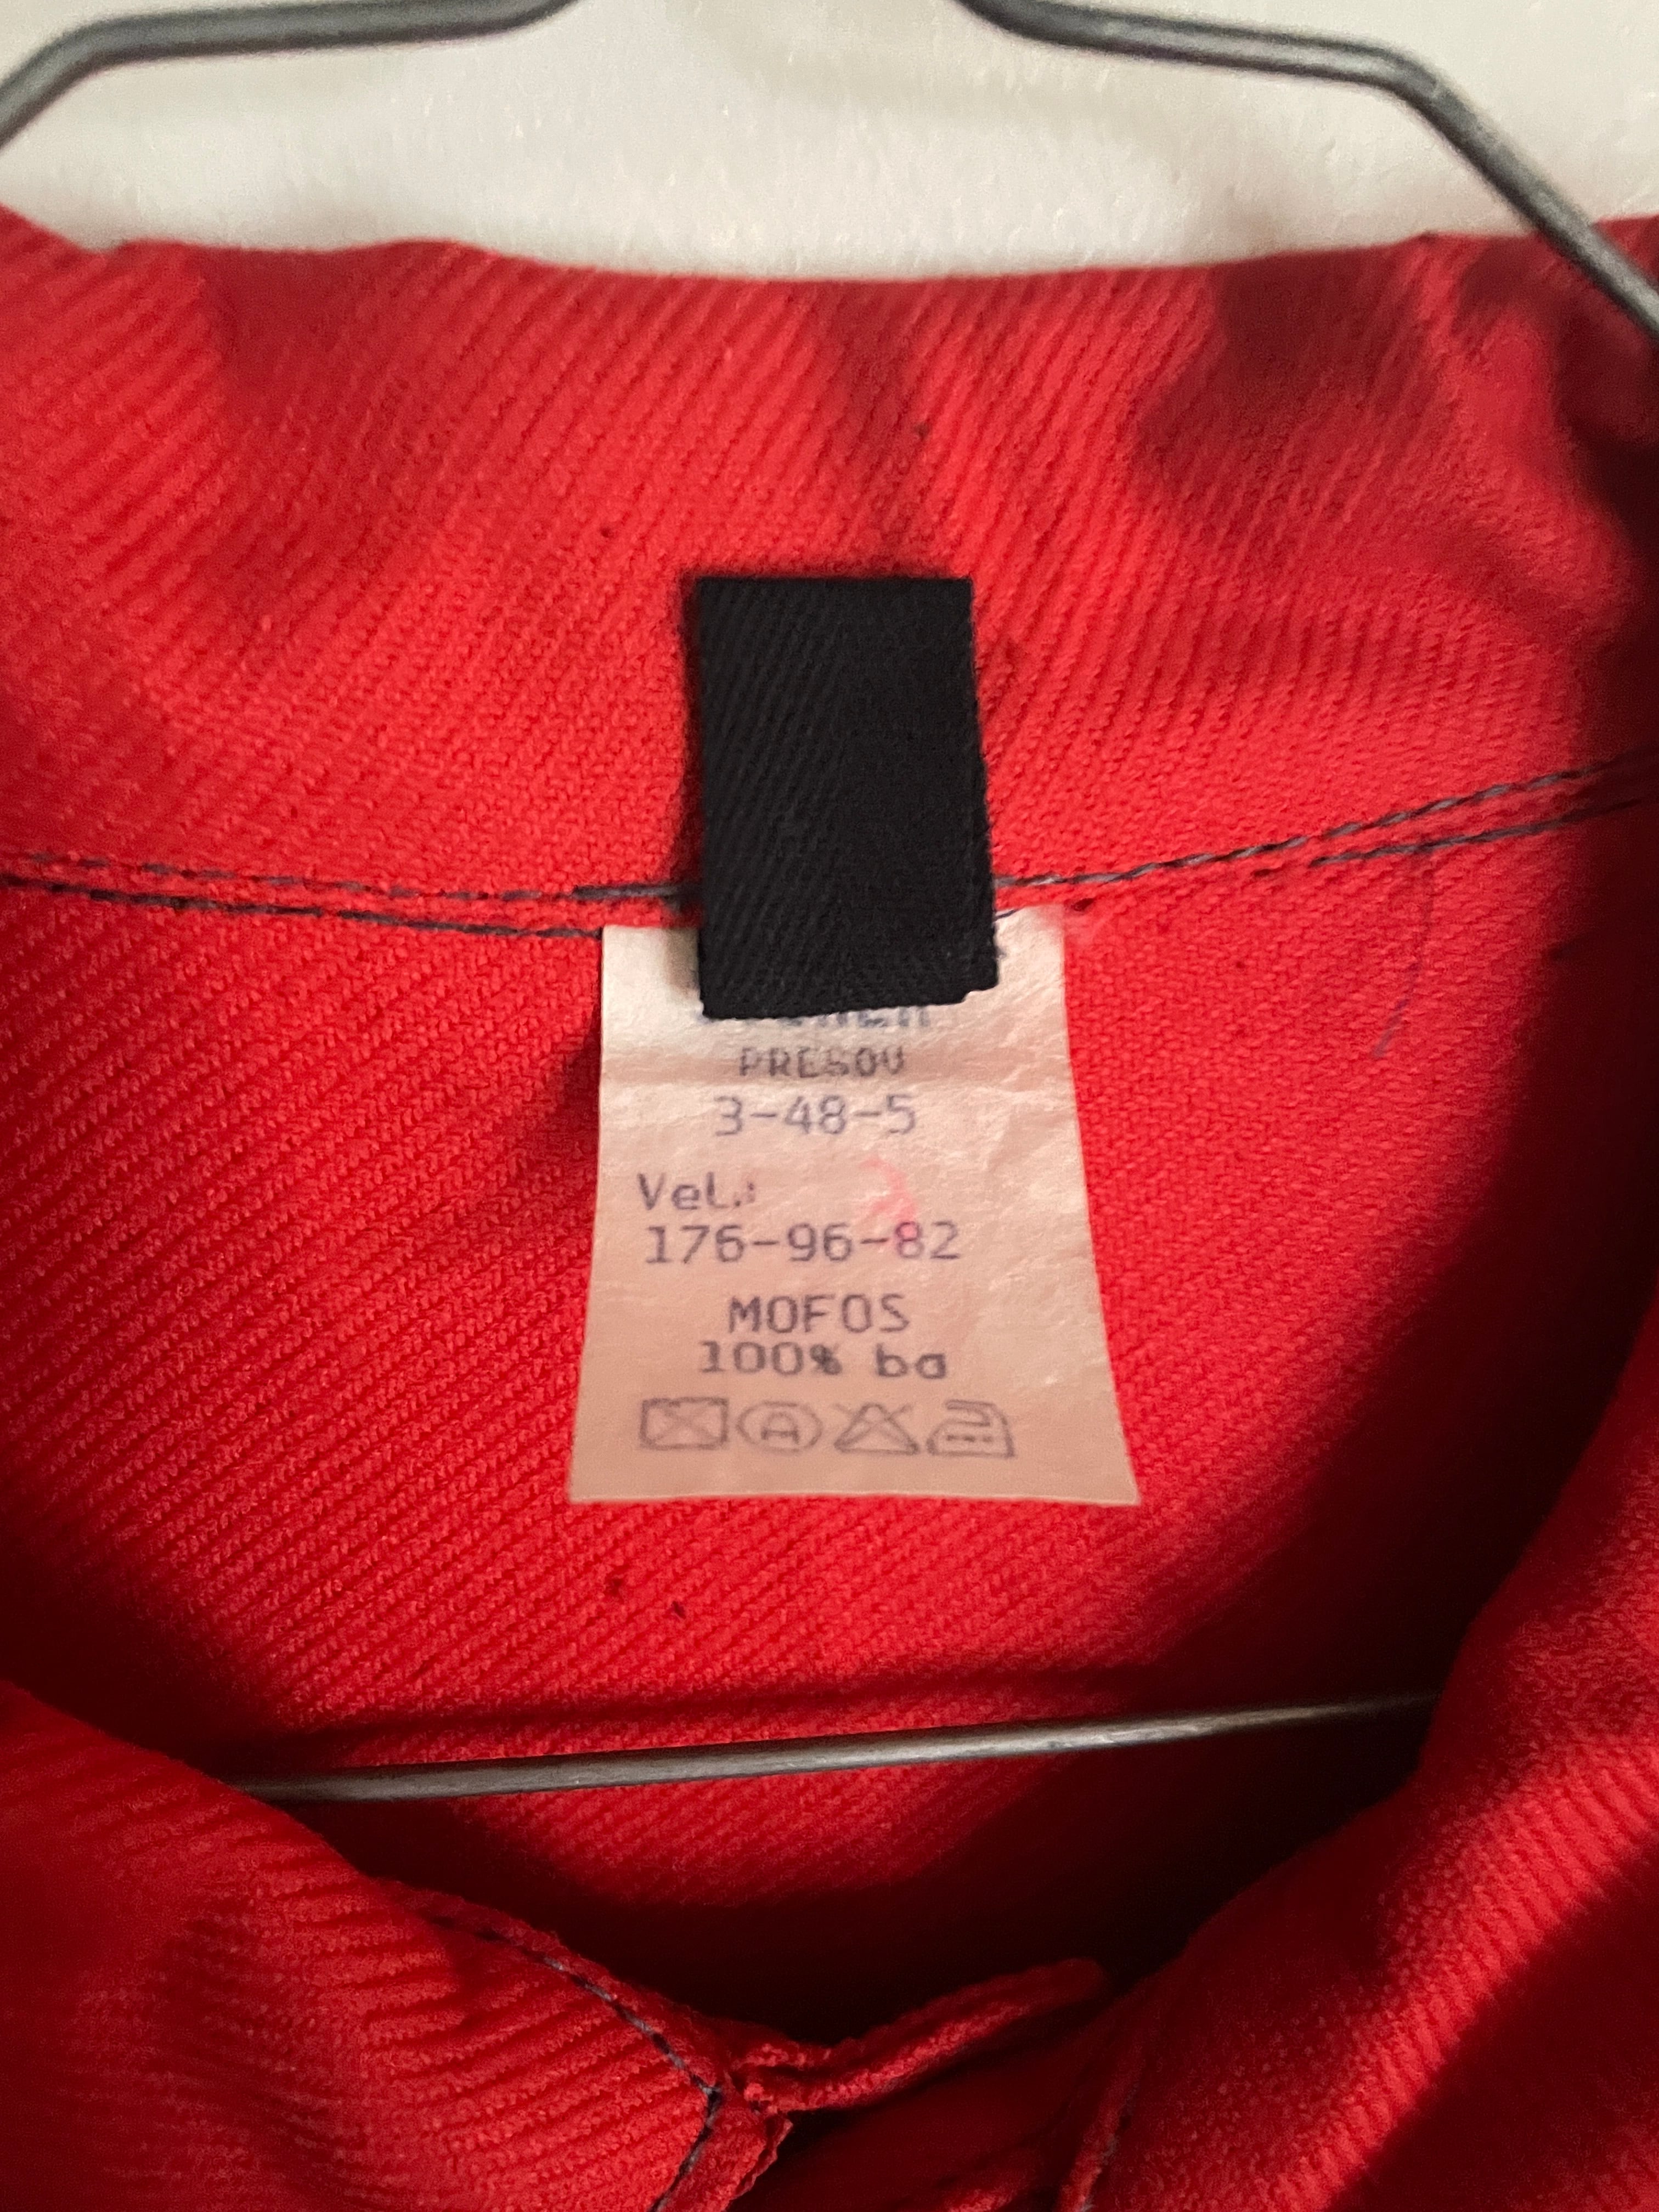 PRESOV
3-48-5
Vel.:
176-96-82
MOFOS
100% ba
A